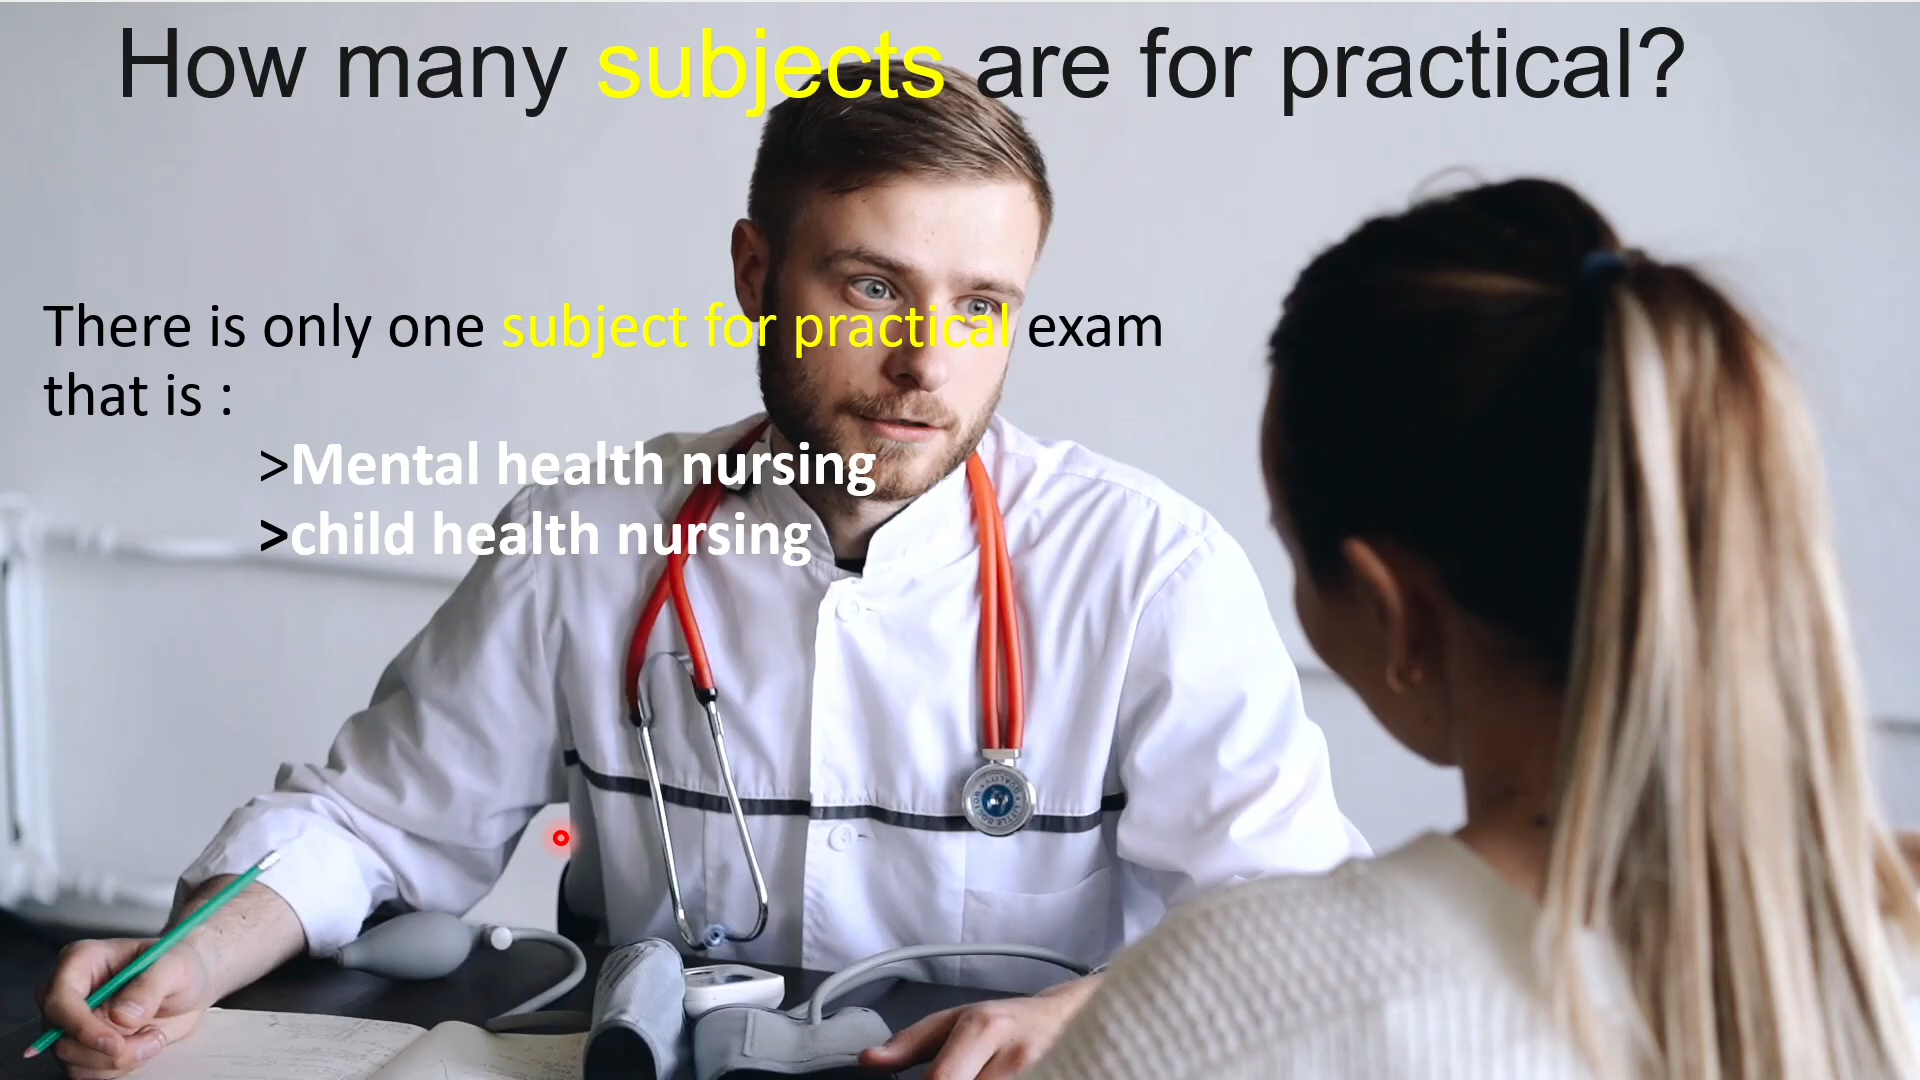 How many subjects are for practical?
There is only one subject for practical exam
that is :
>Mental health nursing
>child health nursing